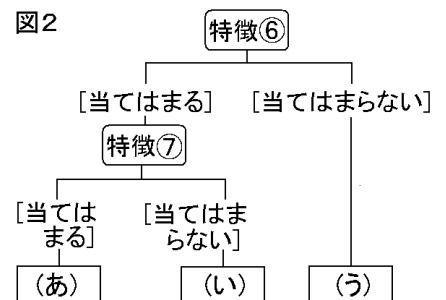 図2
特徴⑥
[当てはまる] [当てはまらない]
特徴⑦
[当ては
まる]
[当てはま
らない]
(あ) (い) (う)